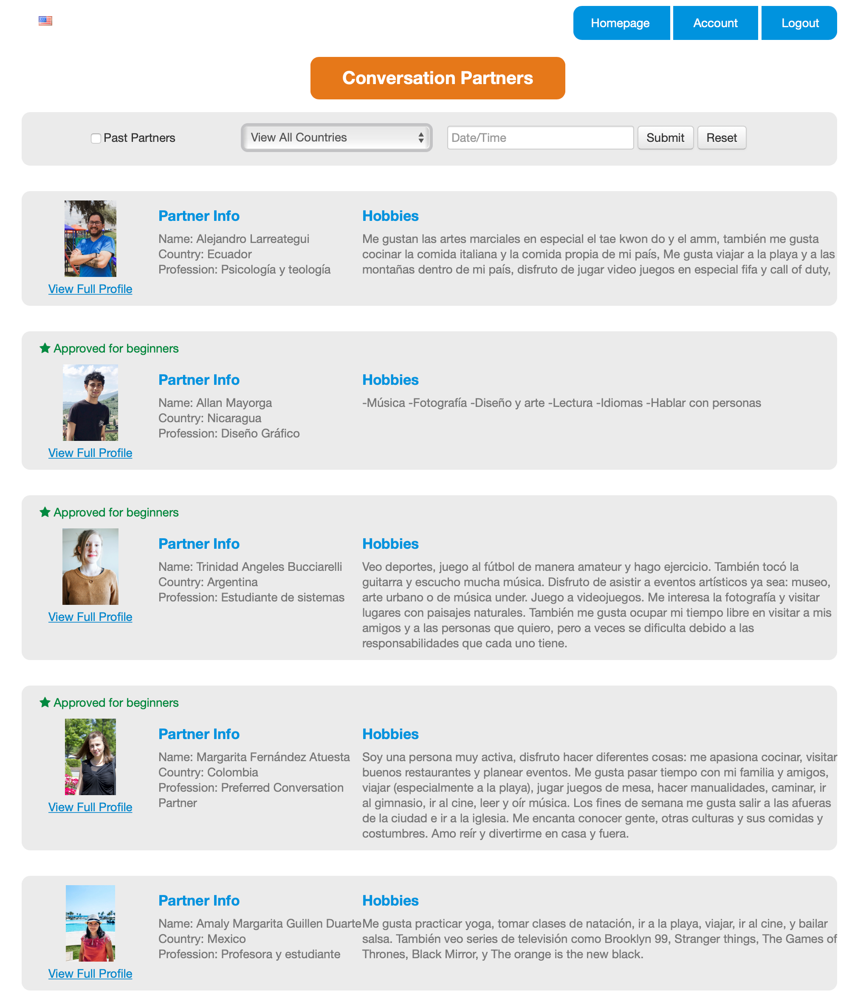 Homepage
Account
Logout
Conversation Partners
Past Partners
View All Countries
Date/Time
Submit
Reset
Partner Info
Name: Alejandro Larreategui
Country: Ecuador
Profession: Psicología y teología
Hobbies
Me gustan las artes marciales en especial el tae kwon do y el amm, también me gusta
cocinar la comida italiana y la comida propia de mi país, Me gusta viajar a la playa y a las
montañas dentro de mi país, disfruto de jugar video juegos en especial fifa y call of duty,
View Full Profile
Approved for beginners
Partner Info
Name: Allan Mayorga
Country: Nicaragua
Profession: Diseño Gráfico
Hobbies
-Música -Fotografía -Diseño y arte -Lectura -Idiomas -Hablar con personas
View Full Profile
Approved for beginners
Partner Info
Name: Trinidad Angeles Bucciarelli
Country: Argentina
Profession: Estudiante de sistemas
Hobbies
Veo deportes, juego al fútbol de manera amateur y hago ejercicio. También tocó la
guitarra y escucho mucha música. Disfruto de asistir a eventos artísticos ya sea: museo,
arte urbano o de música under. Juego a videojuegos. Me interesa la fotografía y visitar
lugares con paisajes naturales. También me gusta ocupar mi tiempo libre en visitar a mis
amigos y a las personas que quiero, pero a veces se dificulta debido a las
responsabilidades que cada uno tiene.
View Full Profile
Approved for beginners
Partner Info
Name: Margarita Fernández Atuesta
Country: Colombia
Profession: Preferred Conversation
Partner
Hobbies
Soy una persona muy activa, disfruto hacer diferentes cosas: me apasiona cocinar, visitar
buenos restaurantes y planear eventos. Me gusta pasar tiempo con mi familia y amigos,
viajar (especialmente a la playa), jugar juegos de mesa, hacer manualidades, caminar, ir
al gimnasio, ir al cine, leer y oír música. Los fines de semana me gusta salir a las afueras
de la ciudad e ir a la iglesia. Me encanta conocer gente, otras culturas y sus comidas y
costumbres. Amo reír y divertirme en casa y fuera.
View Full Profile
Partner Info
Name: Amaly Margarita Guillen Duarte
Country: Mexico
Profession: Profesora y estudiante
Hobbies
Me gusta practicar yoga, tomar clases de natación, ir a la playa, viajar, ir al cine, y bailar
salsa. También veo series de televisión como Brooklyn 99, Stranger things, The Games of
Thrones, Black Mirror, y The orange is the new black.
View Full Profile